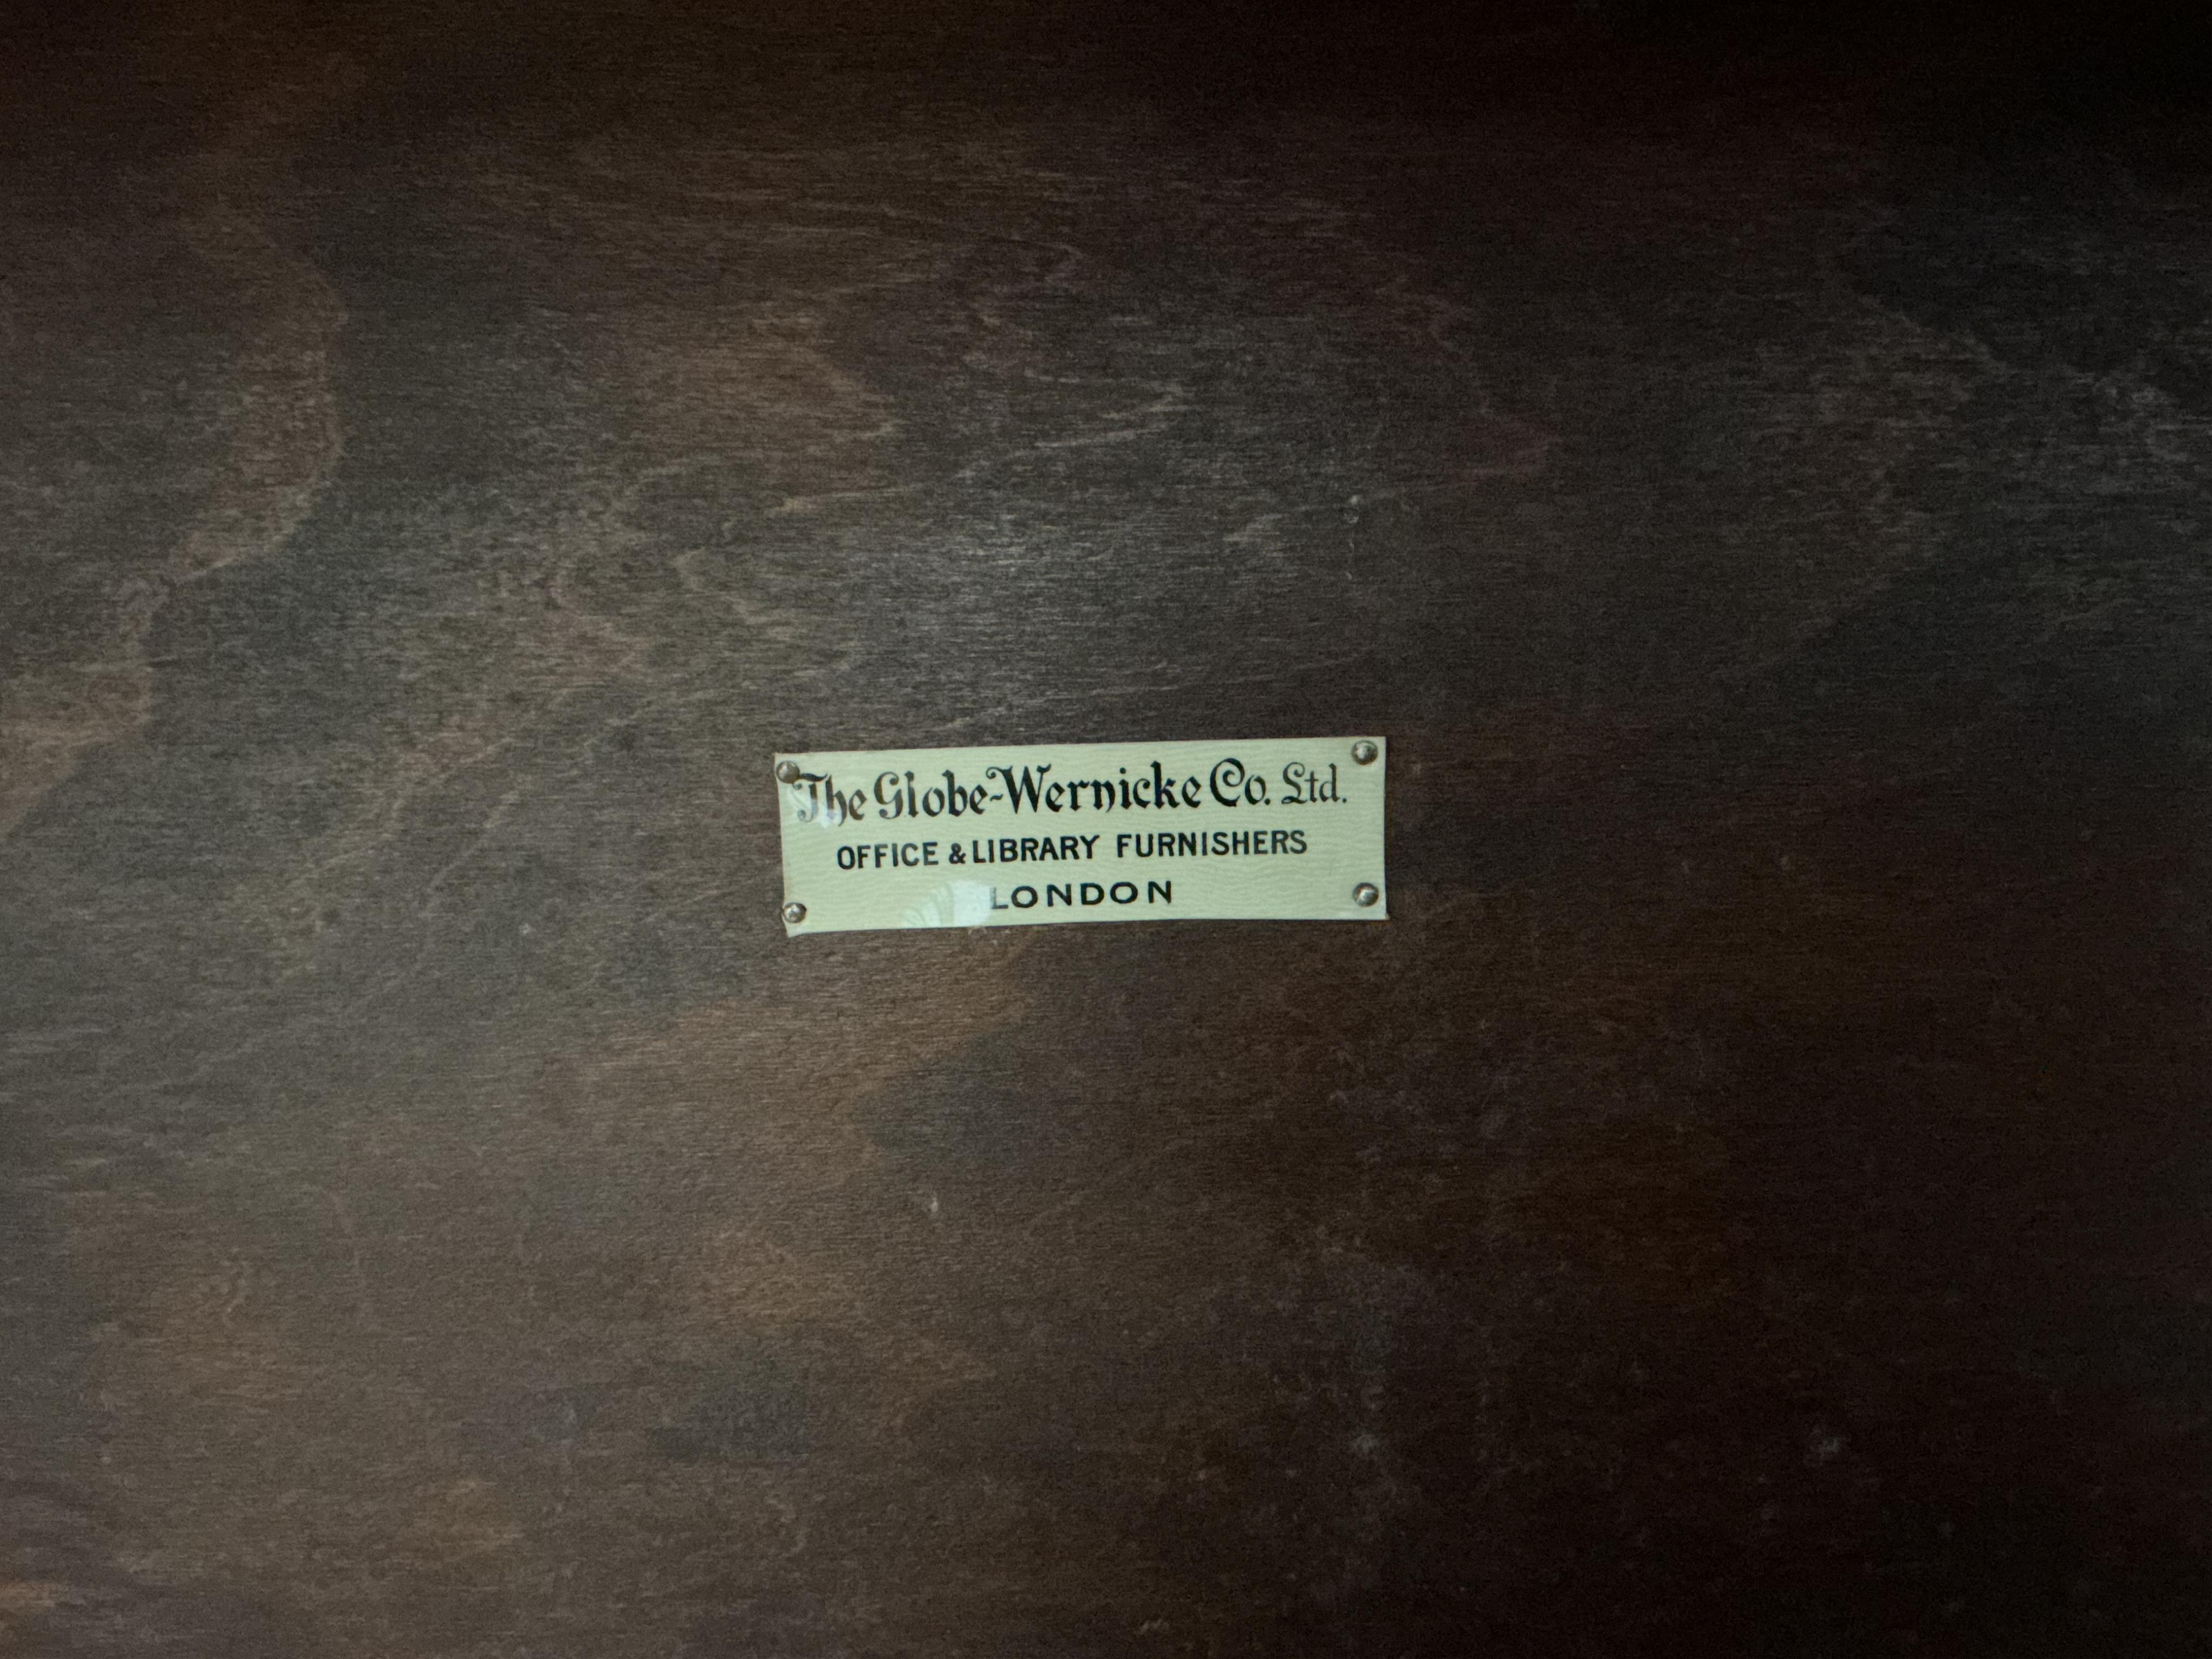 The Globe-Wernicke Co. Ltd.
OFFICE & LIBRARY FURNISHERS
LONDON